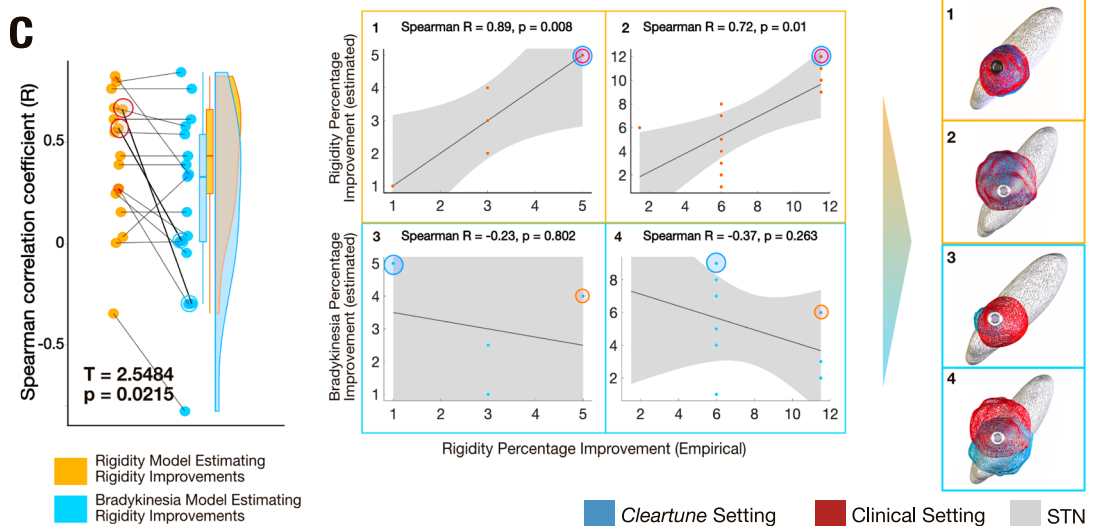 C
Spearman correlation coefficient (R)
0.5
0
-0.5
T = 2.5484
p = 0.0215
Rigidity Model Estimating
Rigidity Improvements
Bradykinesia Model Estimating
Rigidity Improvements
1
Spearman R = 0.89, p = 0.008
Rigidity Percentage
Improvement (estimated)
5
4
3
2
1
1
2
3
4
5
2
Spearman R = 0.72, p = 0.01
12
10
8
6
4
2
2
4
6
8
10
12
3
Spearman R = -0.23, p = 0.802
Bradykinesia Percentage
Improvement (estimated)
5
4
3
2
1
1
2
3
4
5
4
Spearman R = -0.37, p = 0.263
8
6
4
2
2
4
6
8
10
12
Rigidity Percentage Improvement (Empirical)
1
2
3
4
Cleartune Setting
Clinical Setting
STN